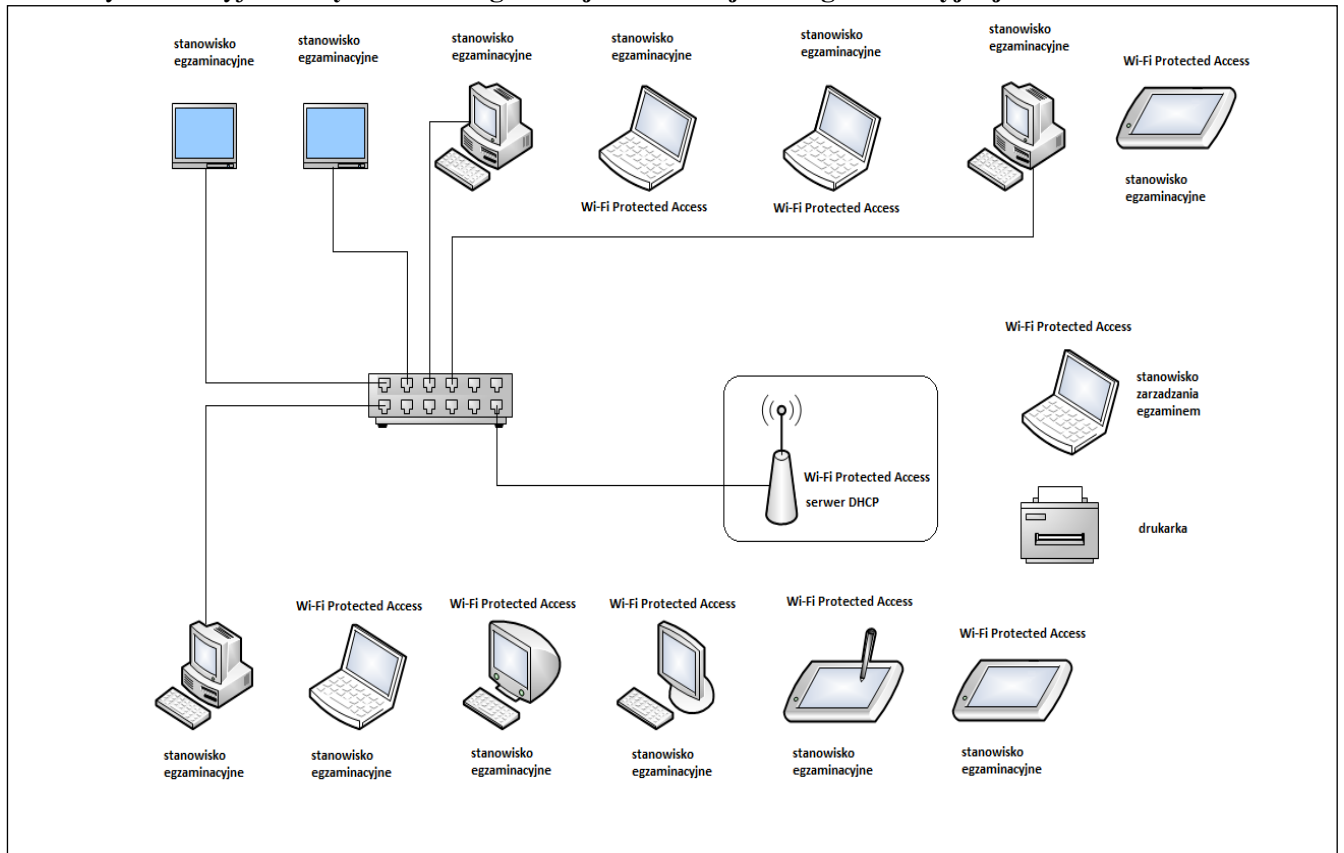 stanowisko
egzaminacyjne
stanowisko
egzaminacyjne
stanowisko
egzaminacyjne
stanowisko
egzaminacyjne
stanowisko
egzaminacyjne
stanowisko
egzaminacyjne
Wi-Fi Protected Access
stanowisko
egzaminacyjne
Wi-Fi Protected Access
Wi-Fi Protected Access
Wi-Fi Protected Access
stanowisko
zarzadzania
egzaminem
Wi-Fi Protected Access
serwer DHCP
drukarka
Wi-Fi Protected Access
Wi-Fi Protected Access
Wi-Fi Protected Access
Wi-Fi Protected Access
Wi-Fi Protected Access
stanowisko
egzaminacyjne
stanowisko
egzaminacyjne
stanowisko
egzaminacyjne
stanowisko
egzaminacyjne
stanowisko
egzaminacyjne
stanowisko
egzaminacyjne